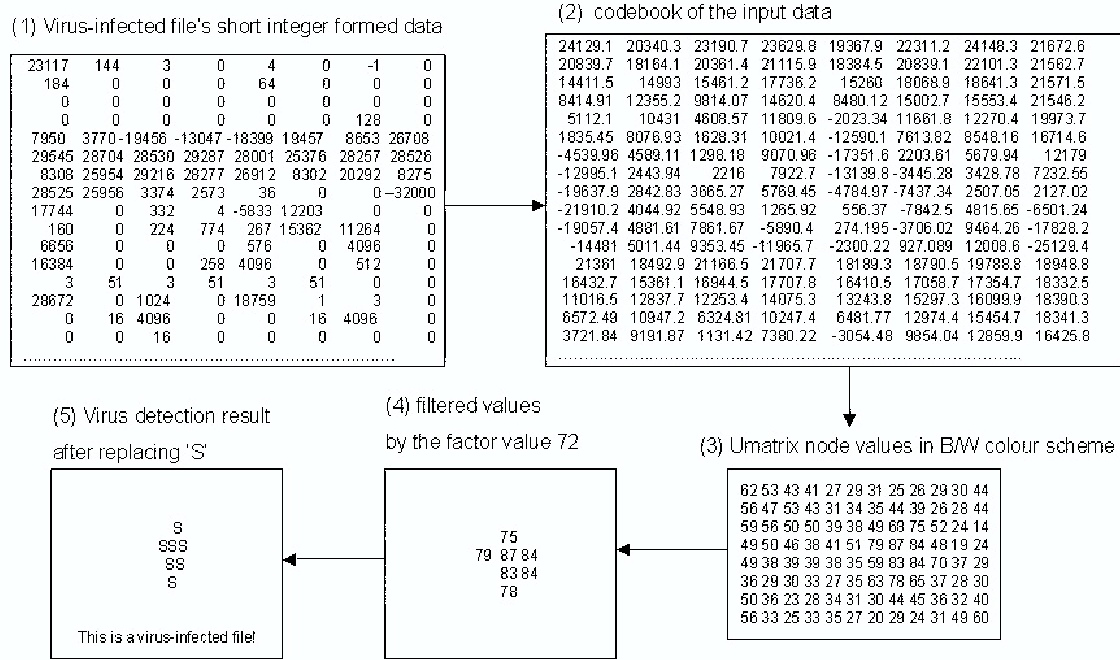 (1) Virus-infected file's short integer formed data
23117 144 3 0 4 0 -1 0
184 0 0 0 64 0 0 0
0 0 0 0 0 0 0 0
0 0 0 0 0 0 128 0
7950 3770 -19456 -13047 -18399 19457 8653 26708
29545 28704 28530 29287 28001 25376 28257 28526
8308 25954 29216 28277 26912 8302 20292 8275
28525 25956 3374 2573 36 0 0 -32000
17744 0 332 4 -5833 12203 0 0
160 0 224 774 267 15362 11264 0
6656 0 0 0 576 0 4096 0
16384 0 0 258 4096 0 512 0
3 51 3 51 3 51 0 0
28672 0 1024 0 18759 1 3 0
0 16 4096 0 0 16 4096 0
0 0 16 0 0 0 0 0
(2) codebook of the input data
24129.1 20340.3 23190.7 23629.8 19367.9 22311.2 24148.3 21672.6
20839.7 18164.1 20361.4 21115.9 18384.5 20839.1 22101.3 21562.7
14411.5 14993 15461.2 17736.2 15260 18068.9 18641.3 21571.5
8414.91 12355.2 9814.07 14620.4 8480.12 15002.7 15553.4 21546.2
5112.1 10431 4608.57 11809.6 -2023.34 11661.8 12270.4 19973.7
1835.45 8076.93 1628.31 10021.4 -12590.1 7613.82 8548.16 16714.6
-4539.96 4589.11 1298.18 9070.96 -17351.6 2203.61 5679.94 12179
-12995.1 2443.94 2216 7922.7 -13139.8 -3445.28 3428.78 7232.55
-19637.9 2842.83 3665.27 5769.45 -4784.97 -7437.34 2507.05 2127.02
-21910.2 4044.92 5548.93 1265.92 556.37 -7842.5 4815.65 -6501.24
-19057.4 4881.61 7861.67 -5890.4 274.195 -3706.02 9464.26 -17828.2
-14481 5011.44 9353.45 -11965.7 -2300.22 927.089 12008.6 -25129.4
21361 18492.9 21166.5 21707.7 18189.3 18790.5 19788.8 18948.8
16432.7 15361.1 16944.5 17707.8 16410.5 17058.7 17354.7 18332.5
11016.5 12837.7 12253.4 14075.3 13243.8 15297.3 16099.9 18390.3
6572.49 10947.2 6324.81 10247.4 6481.77 12974.4 15454.7 18341.3
3721.84 9191.87 1131.42 7380.22 -3054.48 9854.04 12859.9 16425.8
(3) Umatrix node values in B/W colour scheme
62 53 43 41 27 29 31 25 26 29 30 44
56 47 53 43 31 34 35 44 39 26 28 44
59 56 50 50 39 38 49 68 75 52 24 14
49 50 46 38 41 51 79 87 84 48 19 24
49 38 39 39 38 35 59 83 84 70 37 29
36 29 30 33 27 35 63 78 65 37 28 30
50 36 23 28 34 31 30 44 45 36 32 40
56 33 25 33 35 27 20 29 24 31 49 60
(4) filtered values
by the factor value 72
75
79 87 84
83 84
78
(5) Virus detection result
after replacing 'S'
S
SSS
SS
S
This is a virus-infected file!